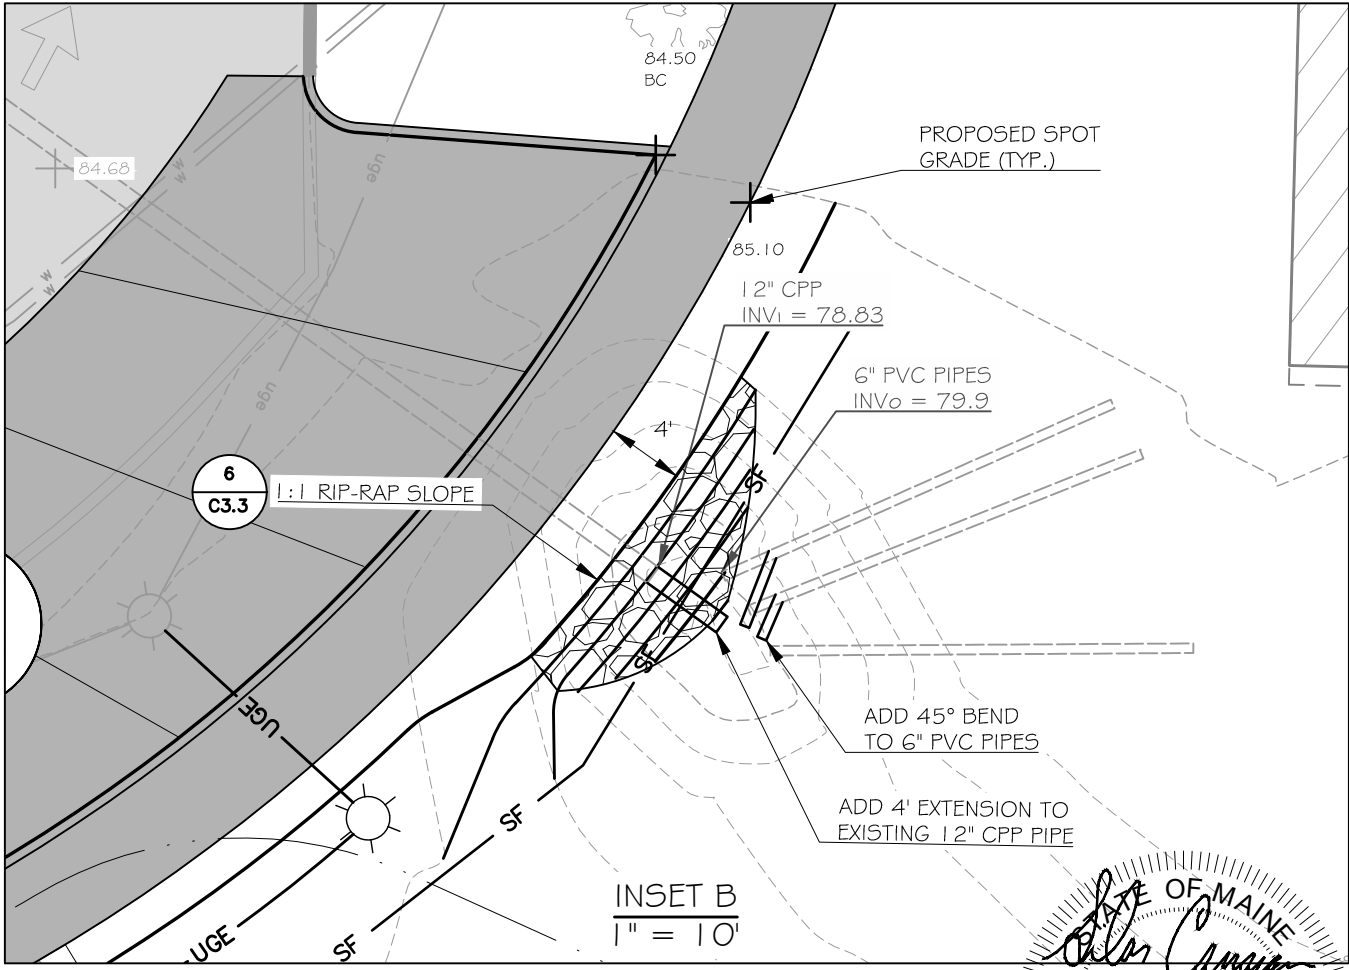 84.50
BC
PROPOSED SPOT
GRADE (TYP.)
uge
84.68
W
W
85.10
W
W
12" CPP
INVI = 78.83
6" PVC PIPES
INVO = 79.9
uge
4'
6
C3.3
1:1 RIP-RAP SLOPE
SF
SF
UGE
ADD 45° BEND
TO 6" PVC PIPES
ADD 4' EXTENSION TO
EXISTING 12" CPP PIPE
SF
INSET B
1" = 10'
UGE
SF
STATE OF MAINE